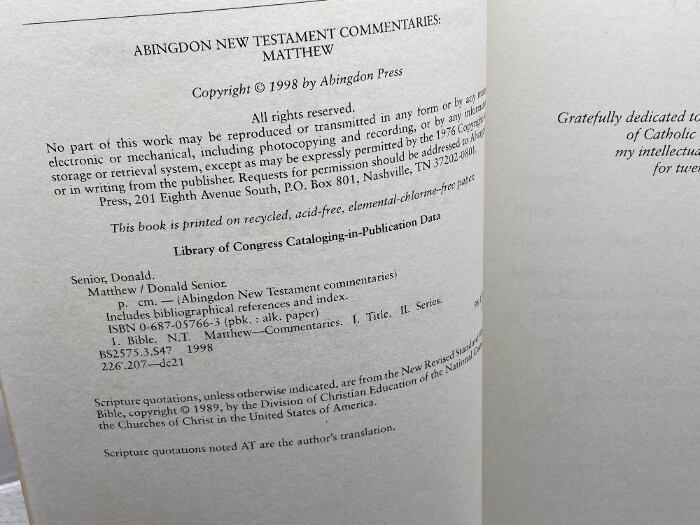 ABINGDON NEW TESTAMENT COMMENTARIES:
MATTHEW
Copyright © 1998 by Abingdon Press
All rights reserved.
No part of this work may be reproduced or transmitted in any form or by any
electronic or mechanical, including photocopying and recording, or by any
storage or retrieval system, except as may be expressly permitted by the 1976
or in writing from the publisher. Requests for permission should be addressed to
Press, 201 Eighth Avenue South, P.O. Box 801, Nashville, TN 37202-0801.
This book is printed on recycled, acid-free, elemental-chlorine-free paper.
Library of Congress Cataloging-in-Publication Data
Senior, Donald.
Matthew / Donald Senior.
p. cm. — (Abingdon New Testament commentaries)
Includes bibliographical references and index.
ISBN 0-687-05766-3 (pbk. : alk. paper)
1. Bible. N.T. Matthew—Commentaries. I. Title. II. Series.
BS2575.3.S47 1998
226'.207—dc21
Scripture quotations, unless otherwise indicated, are from the New Revised Standard
Bible, copyright © 1989, by the Division of Christian Education of the National
the Churches of Christ in the United States of America.
Scripture quotations noted AT are the author's translation.
Gratefully dedicated to
of Catholic
my
for